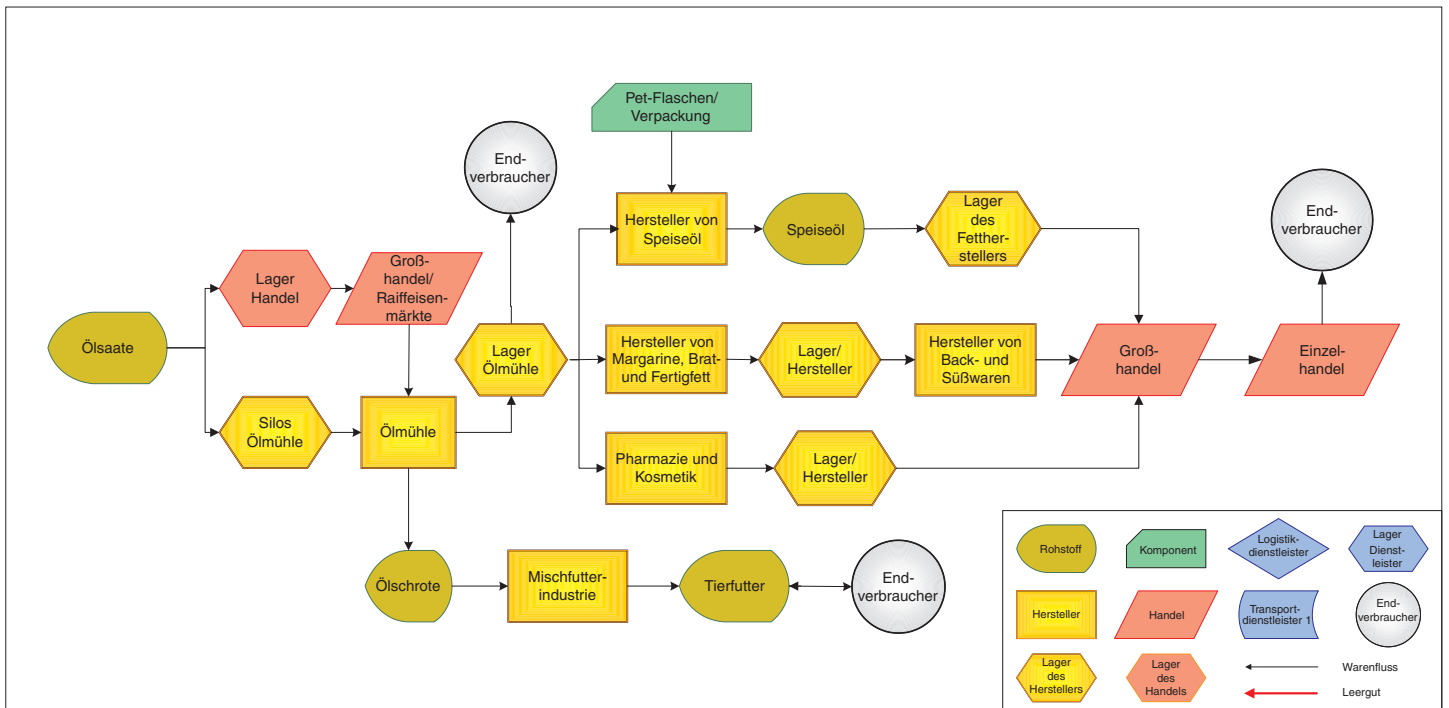 Pet-Flaschen/
Verpackung
End-
verbraucher
Hersteller von
Speiseöl
Speiseöl
Lager
des
Fetther-
stellers
End-
verbraucher
Lager
Handel
Groß-
handel/
Raiffeisen-
märkte
Ölsaate
Lager
Ölmühle
Hersteller von
Margarine, Brat-
und Fertigfett
Lager/
Hersteller
Hersteller von
Back- und
Süßwaren
Groß-
handel
Einzel-
handel
Silos
Ölmühle
Ölmühle
Pharmazie und
Kosmetik
Lager/
Hersteller
Ölschrote
Mischfutter-
industrie
Tierfutter
End-
verbraucher
Rohstoff
Komponent
Logistik-
dienstleister
Lager
Dienst-
leister
Hersteller
Handel
Transport-
dienstleister 1
End-
verbraucher
Lager
des
Herstellers
Lager
des
Handels
Warenfluss
Leergut